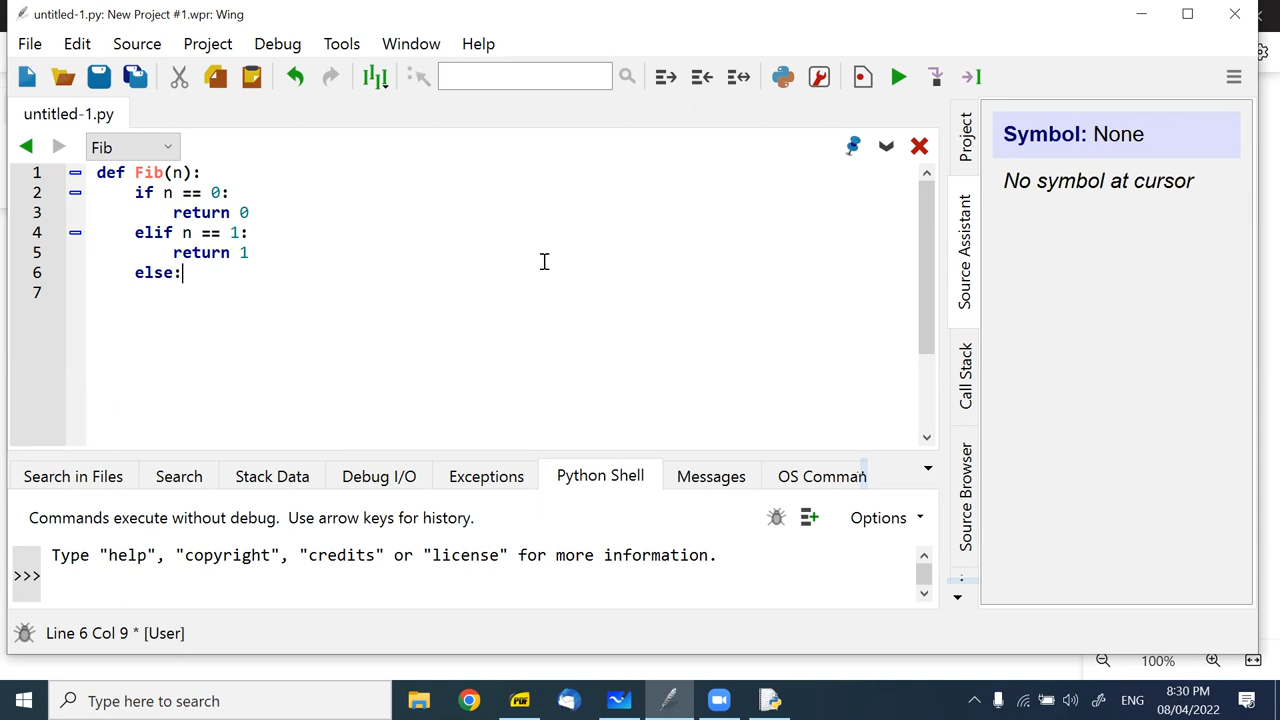 untitled-1.py: New Project #1.wpr: Wing
File Edit Source Project Debug Tools Window Help
untitled-1.py
Fib
1 def Fib(n):
2 if n == 0:
3 return 0
4 elif n == 1:
5 return 1
6 else:
7
Project
Source Assistant
Call Stack
Source Browser
Symbol: None
No symbol at cursor
Search in Files Search Stack Data Debug I/O Exceptions Python Shell Messages OS Comman
Commands execute without debug. Use arrow keys for history.
Options
Type "help", "copyright", "credits" or "license" for more information.
>>>
Line 6 Col 9 * [User]
100%
Type here to search
PDF
ENG
8:30 PM
08/04/2022